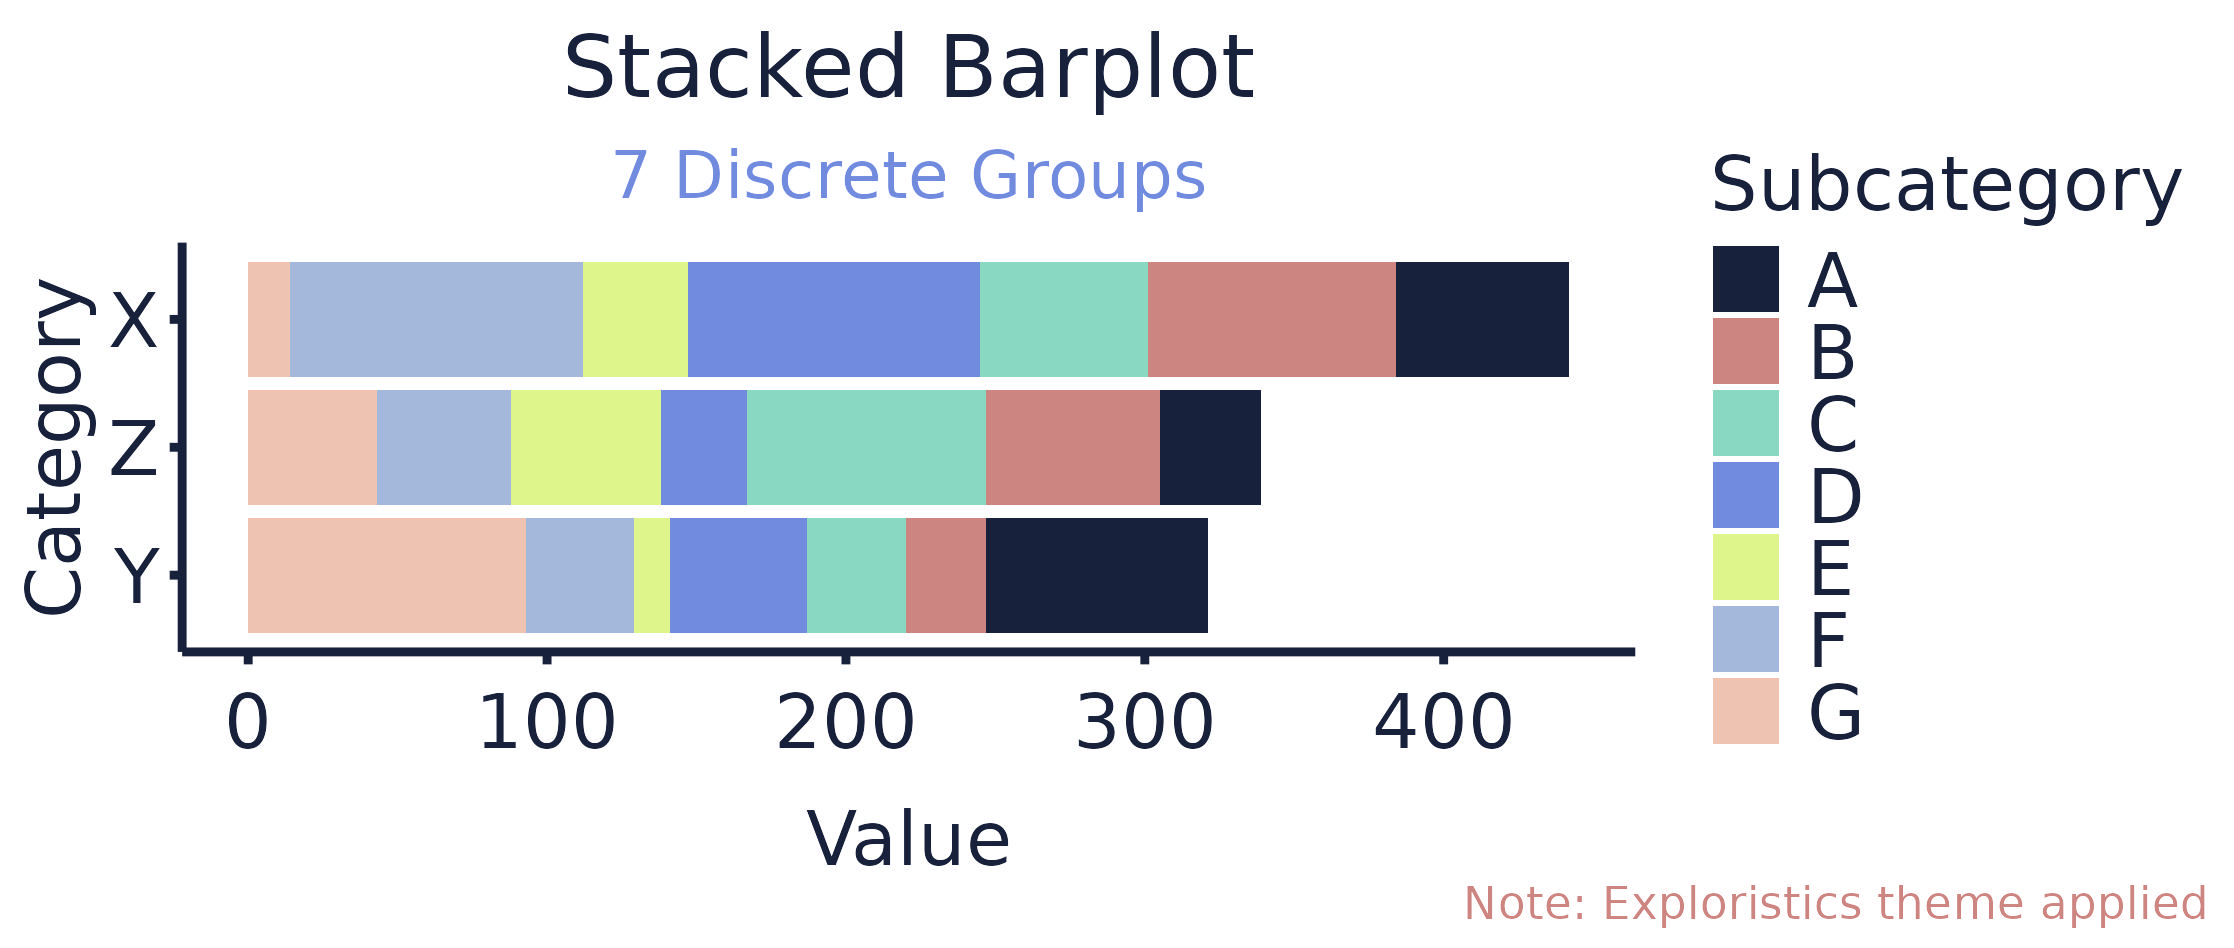 Stacked Barplot
7 Discrete Groups
Category
X
Z
Y
0 100 200 300 400
Value
Subcategory
A
B
C
D
E
F
G
Note: Exploristics theme applied